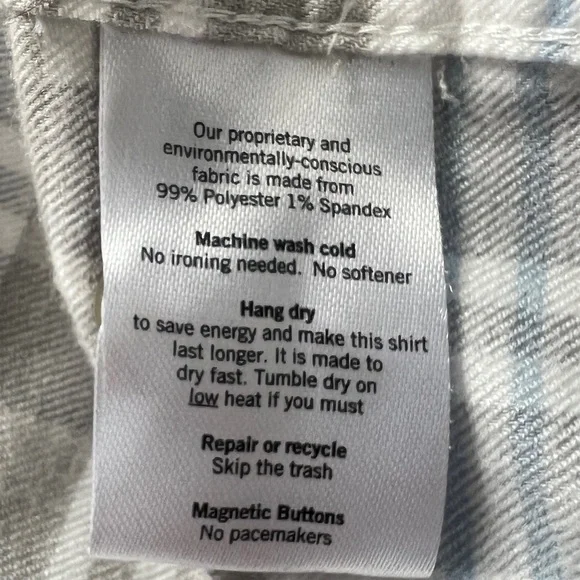 Our proprietary and
environmentally-conscious
fabric is made from
99% Polyester 1% Spandex
Machine wash cold
No ironing needed. No softener
Hang dry
to save energy and make this shirt
last longer. It is made to
dry fast. Tumble dry on
low heat if you must
Repair or recycle
Skip the trash
Magnetic Buttons
No pacemakers